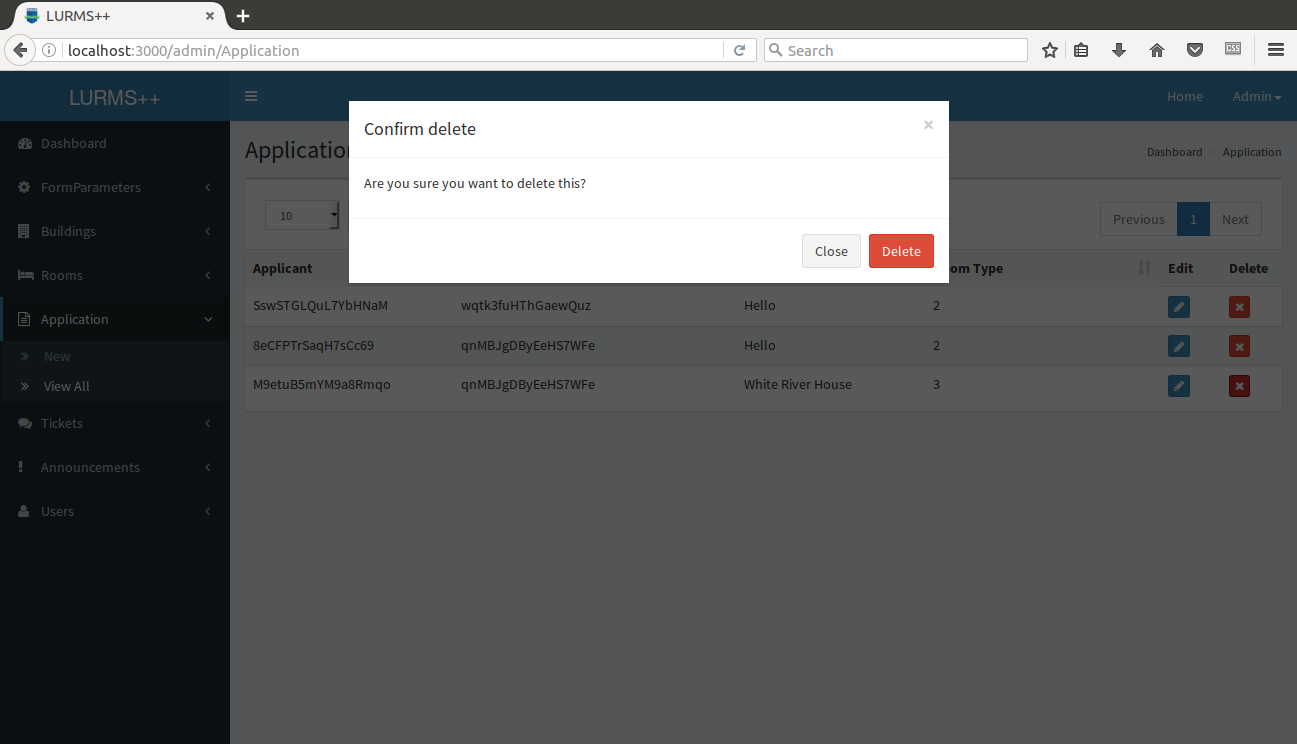 LURMS++
localhost:3000/admin/Application
Search
CSS
LURMS++
Home
Admin
Dashboard
FormParameters
Buildings
Rooms
Application
New
View All
Tickets
Announcements
Users
Application
Dashboard
Application
Confirm delete
×
Are you sure you want to delete this?
Close
Delete
10
Previous
1
Next
Applicant
om Type
Edit
Delete
SswSTGLQuL7YbHNaM
wqtk3fuHThGaewQuz
Hello
2
8eCFPTrSaqH7sCc69
qnMBJgDByEeHS7WFe
Hello
2
M9etuB5mYM9a8Rmqo
qnMBJgDByEeHS7WFe
White River House
3